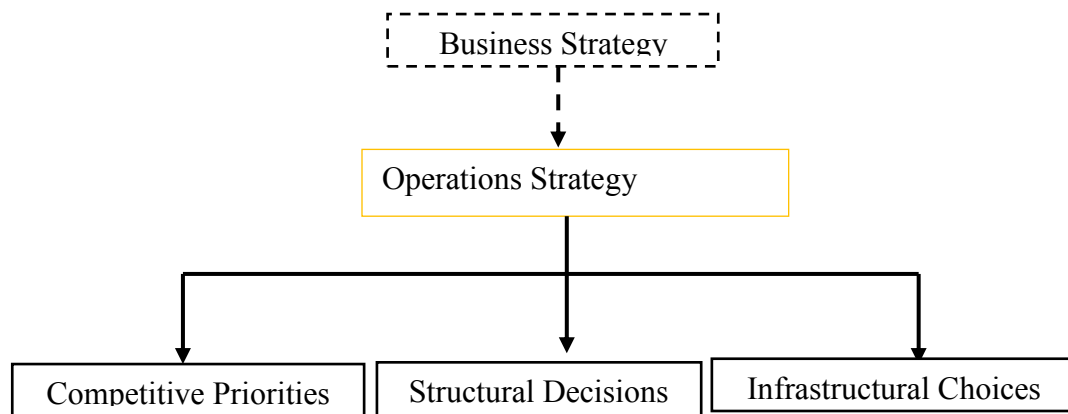 Business Strategy
Operations Strategy
Competitive Priorities
Structural Decisions
Infrastructural Choices